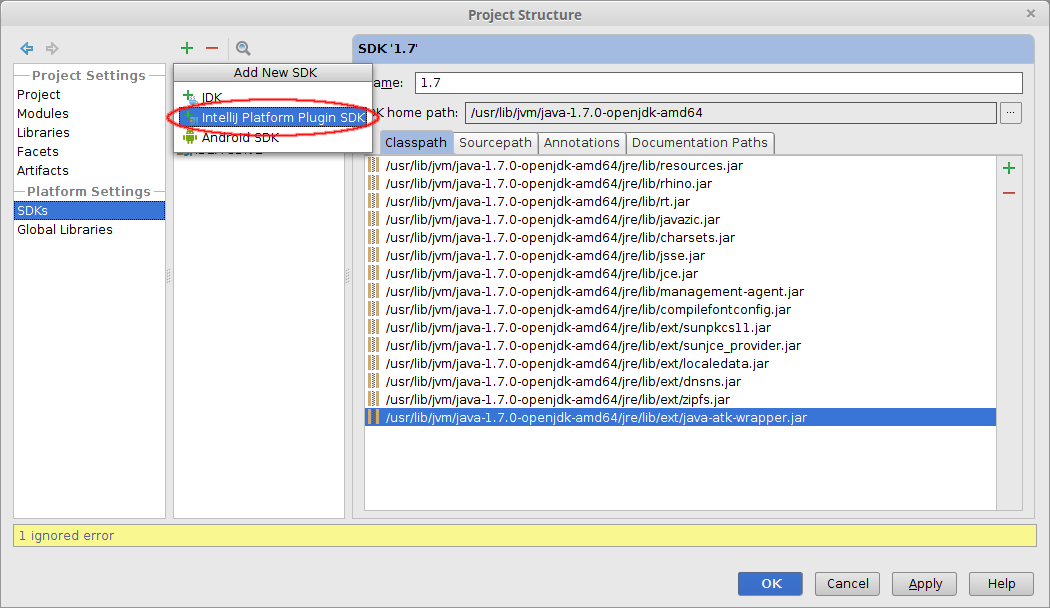 Project Structure
Project Settings
Project
Modules
Libraries
Facets
Artifacts
Platform Settings
SDKs
Global Libraries
Add New SDK
JDK
IntelliJ Platform Plugin SDK
Android SDK
SDK '1.7'
ame: 1.7
K home path: /usr/lib/jvm/java-1.7.0-openjdk-amd64 ...
Classpath Sourcepath Annotations Documentation Paths
/usr/lib/jvm/java-1.7.0-openjdk-amd64/jre/lib/resources.jar
/usr/lib/jvm/java-1.7.0-openjdk-amd64/jre/lib/rhino.jar
/usr/lib/jvm/java-1.7.0-openjdk-amd64/jre/lib/rt.jar
/usr/lib/jvm/java-1.7.0-openjdk-amd64/jre/lib/javazic.jar
/usr/lib/jvm/java-1.7.0-openjdk-amd64/jre/lib/charsets.jar
/usr/lib/jvm/java-1.7.0-openjdk-amd64/jre/lib/jsse.jar
/usr/lib/jvm/java-1.7.0-openjdk-amd64/jre/lib/jce.jar
/usr/lib/jvm/java-1.7.0-openjdk-amd64/jre/lib/management-agent.jar
/usr/lib/jvm/java-1.7.0-openjdk-amd64/jre/lib/compilefontconfig.jar
/usr/lib/jvm/java-1.7.0-openjdk-amd64/jre/lib/ext/sunpkcs11.jar
/usr/lib/jvm/java-1.7.0-openjdk-amd64/jre/lib/ext/sunjce_provider.jar
/usr/lib/jvm/java-1.7.0-openjdk-amd64/jre/lib/ext/localedata.jar
/usr/lib/jvm/java-1.7.0-openjdk-amd64/jre/lib/ext/dnsns.jar
/usr/lib/jvm/java-1.7.0-openjdk-amd64/jre/lib/ext/zipfs.jar
/usr/lib/jvm/java-1.7.0-openjdk-amd64/jre/lib/ext/java-atk-wrapper.jar
1 ignored error
OK Cancel Apply Help